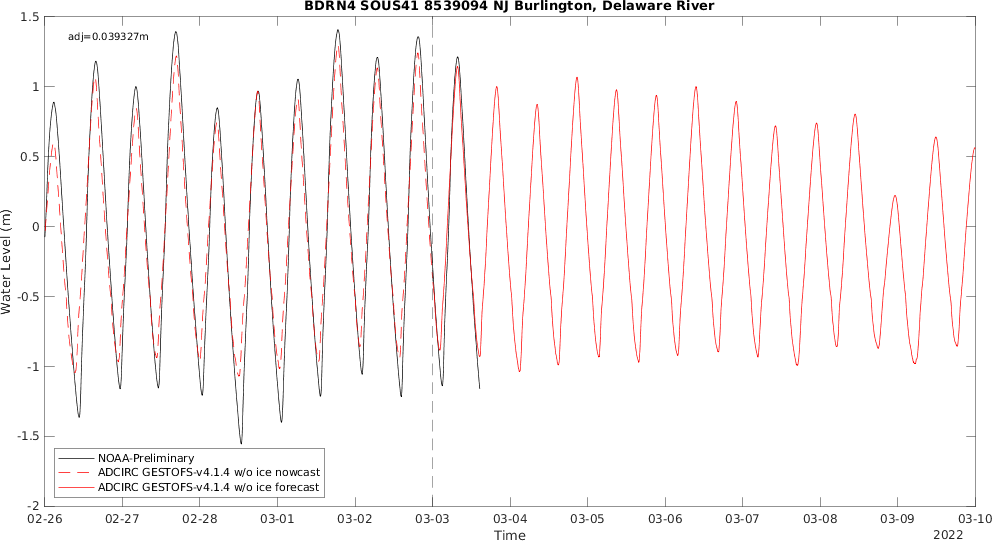 BDRN4 SOUS41 8539094 NJ Burlington, Delaware River
adj=0.039327m
1.5
1
0.5
0
-0.5
-1
-1.5
-2
Water Level (m)
NOAA-Preliminary
ADCIRC GESTOFS-v4.1.4 w/o ice nowcast
ADCIRC GESTOFS-v4.1.4 w/o ice forecast
02-26 02-27 02-28 03-01 03-02 03-03 03-04 03-05 03-06 03-07 03-08 03-09 03-10
Time
2022